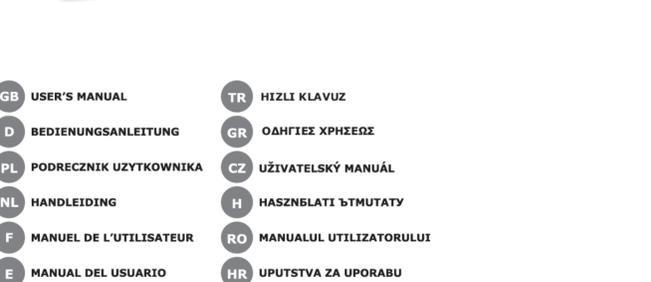 GB USER'S MANUAL
D BEDIENUNGSANLEITUNG
PL PODRECZNIK UZYTKOWNIKA
NL HANDLEIDING
F MANUEL DE L'UTILISATEUR
E MANUAL DEL USUARIO
TR HIZLI KLAVUZ
GR ΟΔΗΓΙΕΣ ΧΡΗΣΕΩΣ
CZ UŽIVATELSKÝ MANUÁL
H HASZNБLATI ЪTMUTATУ
RO MANUALUL UTILIZATORULUI
HR UPUTSTVA ZA UPORABU